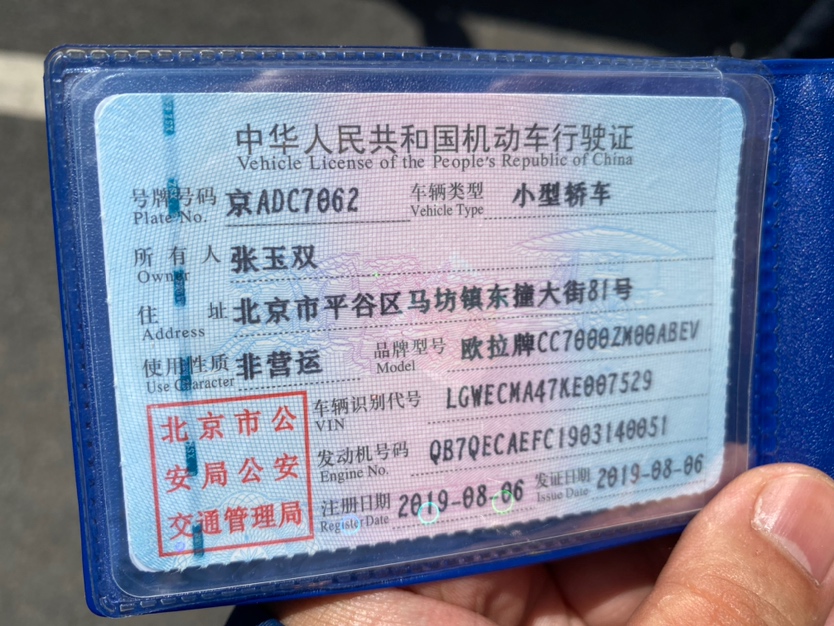 中华人民共和国机动车行驶证
Vehicle License of the People's Republic of China
号牌号码 京ADC7062 车辆类型 小型轿车
Plate No. Vehicle Type
所有人 张玉双
Owner
住址 北京市平谷区马坊镇东撞大街81号
Address
使用性质 非营运 品牌型号 欧拉牌CC7000ZM00ABEV
Use Character Model
车辆识别代号 LGWECMA47KE007529
VIN
发动机号码 QB7QECAEFC1903140051
Engine No.
注册日期 2019-08-06 发证日期 2019-08-06
Register Date Issue Date
北京市公
安局公安
交通管理局